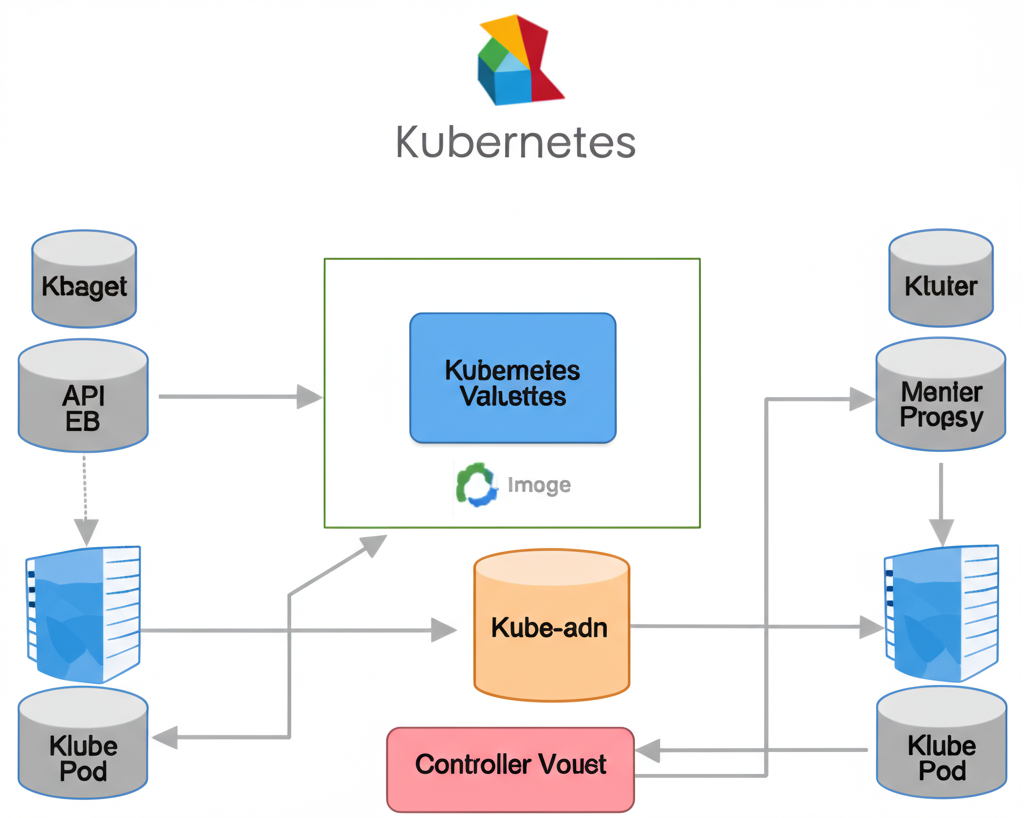 Kubernetes
Kbaget
Kluter
API
EB
Kubernetes
Valuettes
Menter
Propsy
Imoge
Kube-adn
Klube
Pod
Controller Vouet
Klube
Pod